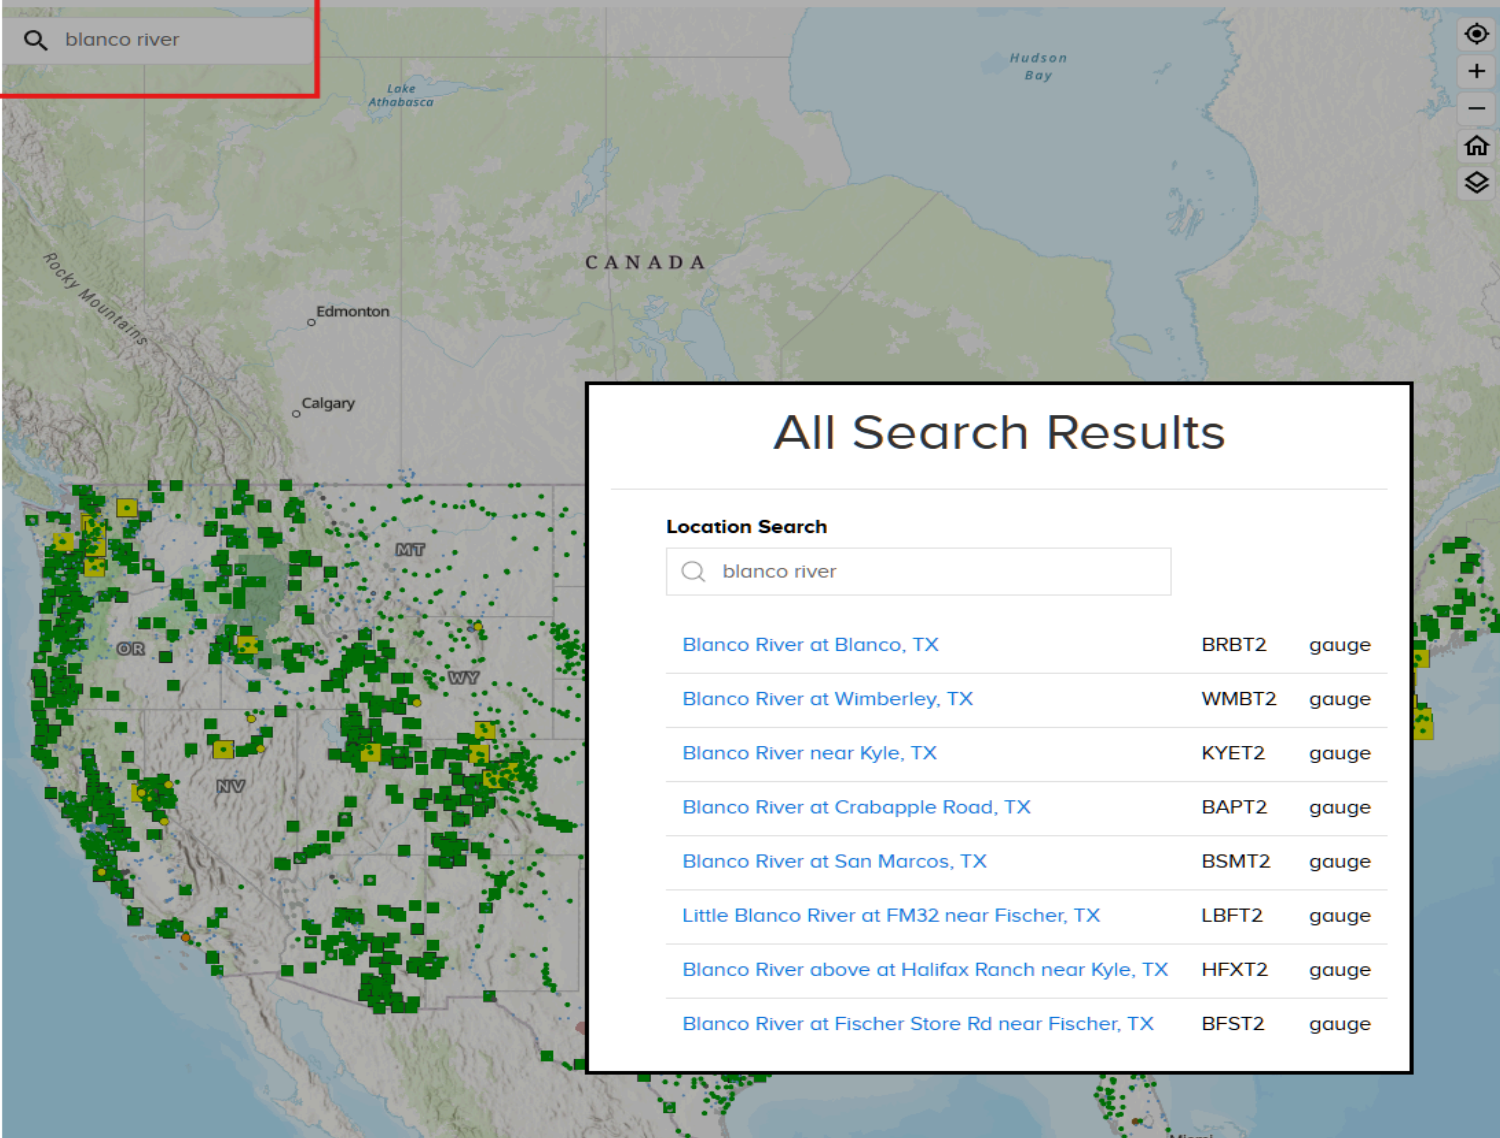 blanco river
Hudson
Bay
Lake
Athabasca
CANADA
Rocky Mountains
Edmonton
Calgary
All Search Results
Location Search
blanco river
Blanco River at Blanco, TX BRBT2 gauge
Blanco River at Wimberley, TX WMBT2 gauge
Blanco River near Kyle, TX KYET2 gauge
Blanco River at Crabapple Road, TX BAPT2 gauge
Blanco River at San Marcos, TX BSMT2 gauge
Little Blanco River at FM32 near Fischer, TX LBFT2 gauge
Blanco River above at Halifax Ranch near Kyle, TX HFXT2 gauge
Blanco River at Fischer Store Rd near Fischer, TX BFST2 gauge
MT
OR
WY
NV
Miami